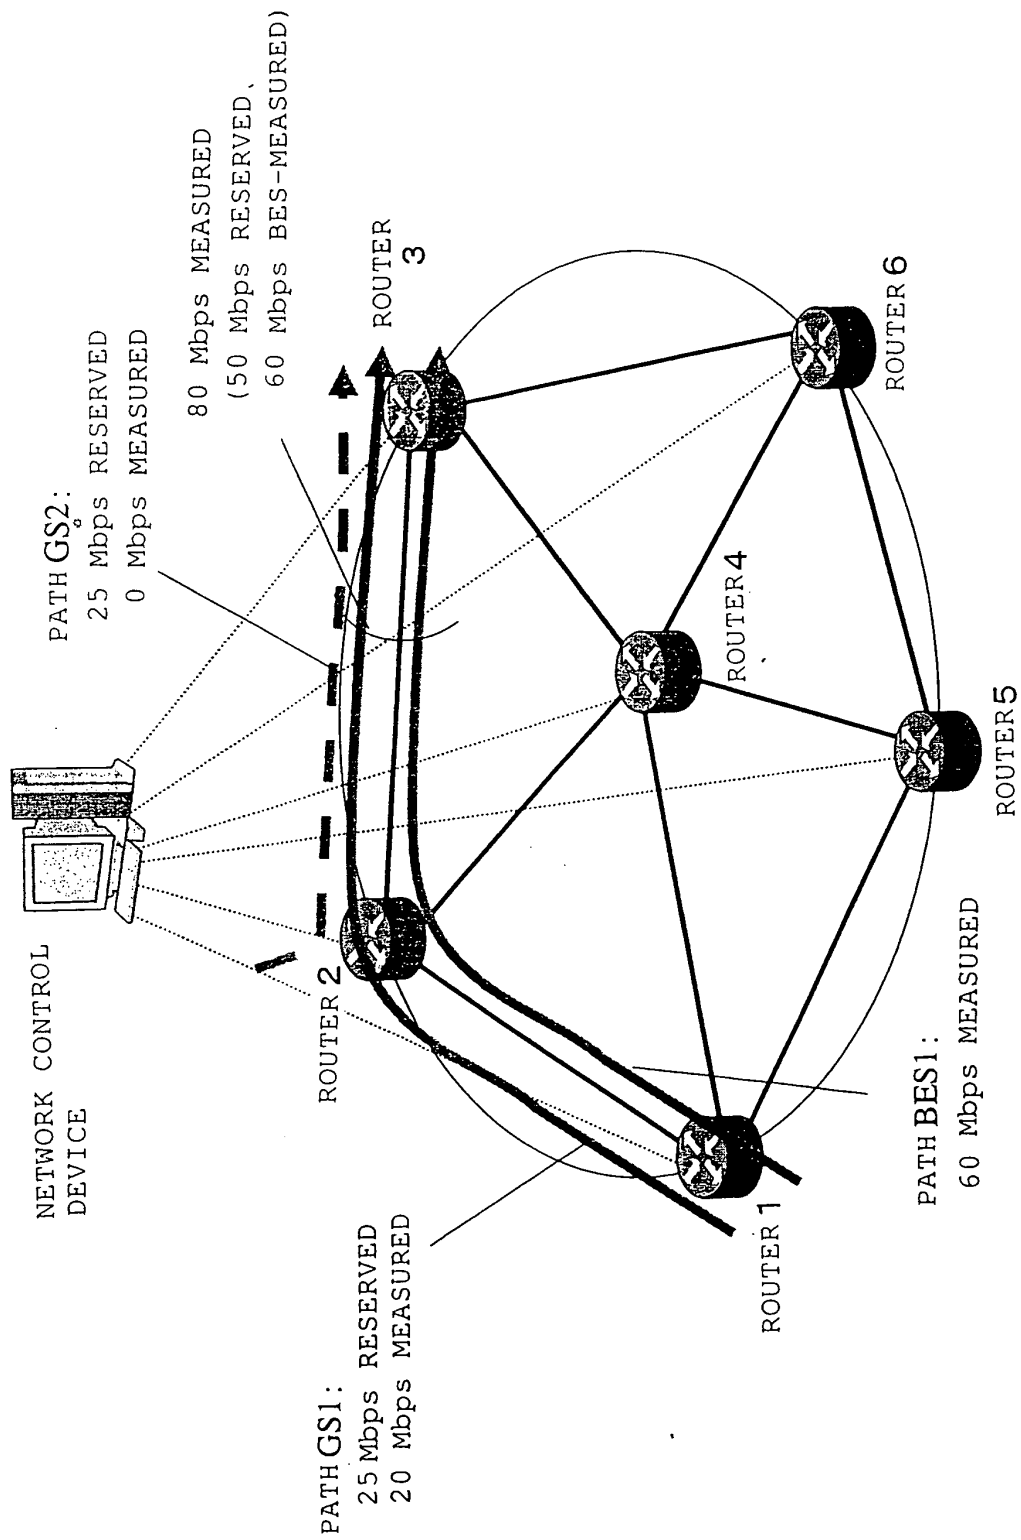 NETWORK CONTROL
DEVICE
PATH GS2:
25 Mbps RESERVED
0 Mbps MEASURED
80 Mbps MEASURED
(50 Mbps RESERVED,
60 Mbps BES-MEASURED)
PATH GS1:
25 Mbps RESERVED
20 Mbps MEASURED
ROUTER 2
ROUTER
3
ROUTER 4
ROUTER 1
ROUTER 6
PATH BES1:
60 Mbps MEASURED
ROUTER 5